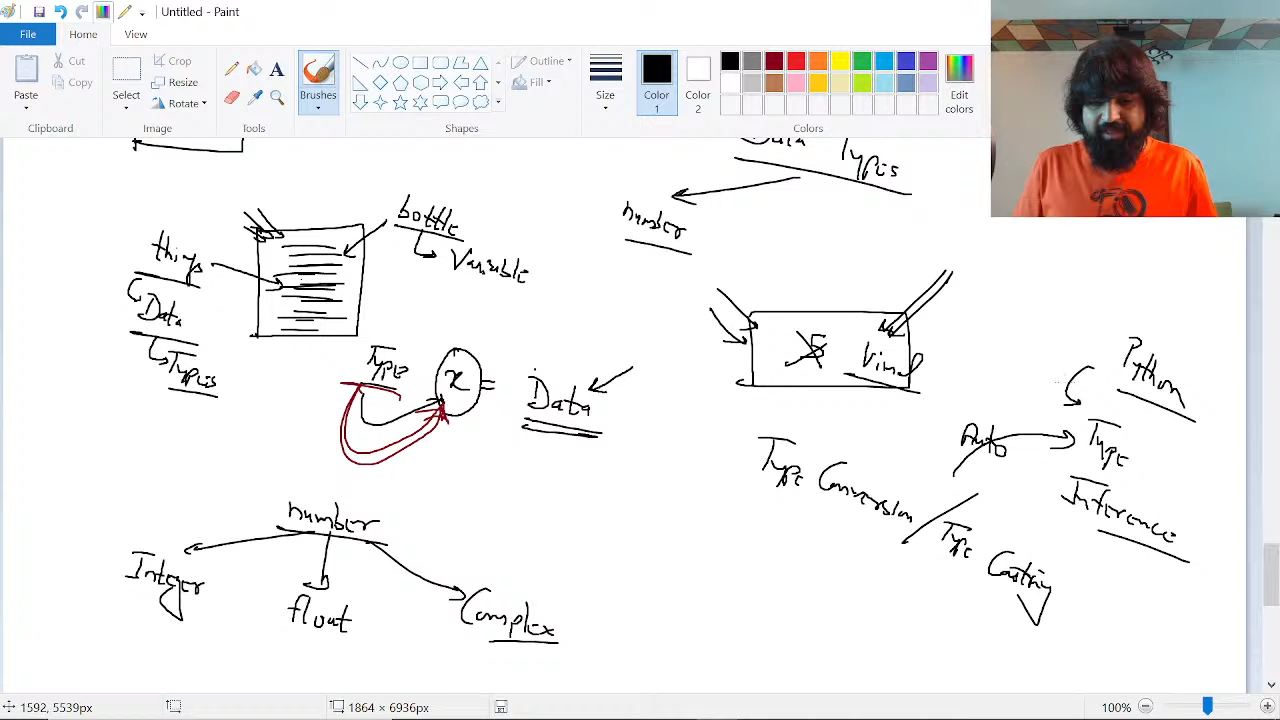 Untitled - Paint
File
Home
View
Paste
Cut
Copy
Clipboard
Select
Crop
Resize
Rotate
Image
A
Tools
Brushes
Outline
Fill
Shapes
Size
Color 1
Color 2
Edit colors
Colors
Data Types
number
bottle
Variable
things
Data
Types
Type
x = Data
5
Vimal
Python
Auto
Type
Inference
Type Conversion
Type Casting
number
Integer
float
Complex
1592, 5539px
1864 × 6936px
100%